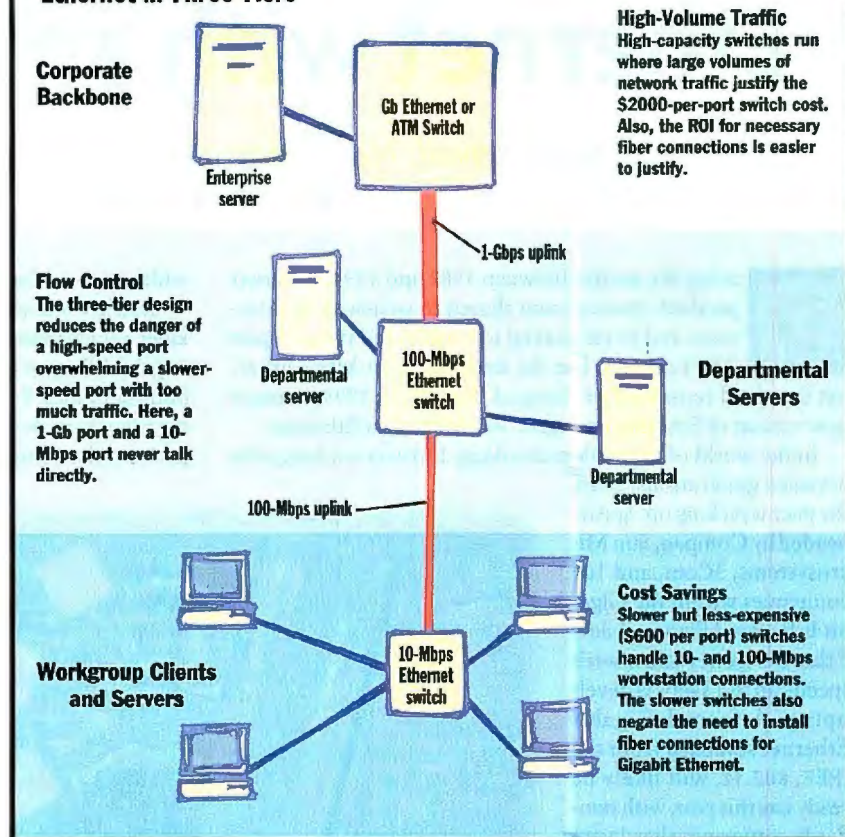 Ethernet in Three Tiers
Corporate
Backbone
Enterprise
server
Gb Ethernet or
ATM Switch
High-Volume Traffic
High-capacity switches run
where large volumes of
network traffic justify the
$2000-per-port switch cost.
Also, the ROI for necessary
fiber connections is easier
to justify.
1-Gbps uplink
Flow Control
The three-tier design
reduces the danger of
a high-speed port
overwhelming a slower-
speed port with too
much traffic. Here, a
1-Gb port and a 10-
Mbps port never talk
directly.
Departmental
server
100-Mbps
Ethernet
switch
Departmental
Servers
Departmental
server
100-Mbps uplink
Workgroup Clients
and Servers
10-Mbps
Ethernet
switch
Cost Savings
Slower but less-expensive
($600 per port) switches
handle 10- and 100-Mbps
workstation connections.
The slower switches also
negate the need to install
fiber connections for
Gigabit Ethernet.